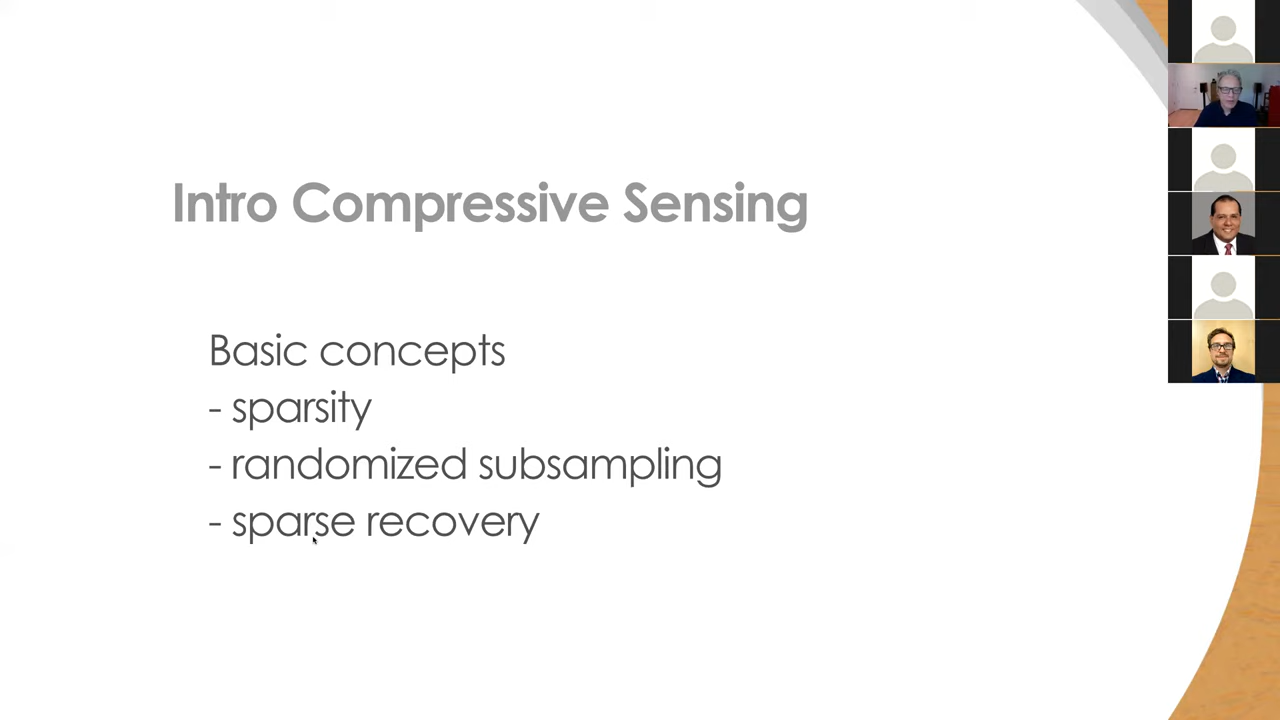 Intro Compressive Sensing
Basic concepts
- sparsity
- randomized subsampling
- sparse recovery